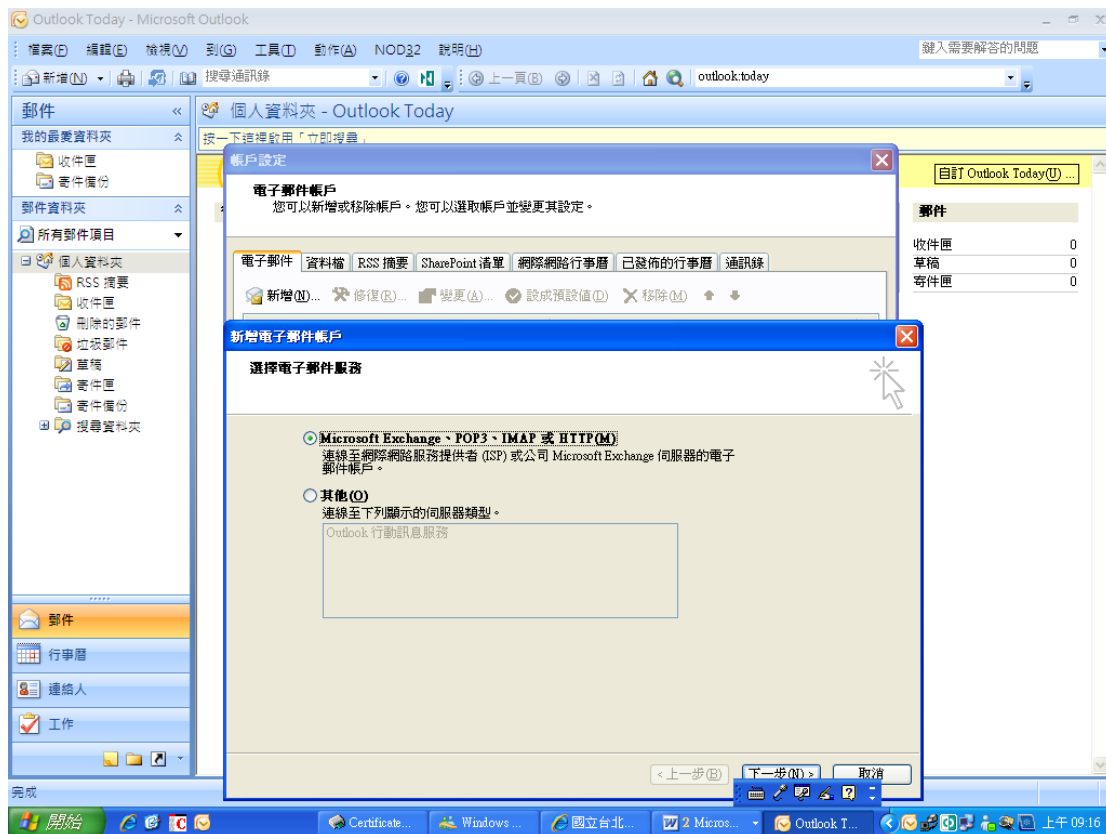 Outlook Today - Microsoft Outlook
檔案(F) 編輯(E) 檢視(V) 到(G) 工具(T) 動作(A) NOD32 說明(H)
鍵入需要解答的問題
新增(N) 搜尋通訊錄 上一頁(B) outlook:today
郵件 «
個人資料夾 - Outlook Today
我的最愛資料夾
按一下這裡啟用「立即搜尋」
收件匣
寄件備份
郵件資料夾
所有郵件項目
個人資料夾
RSS 摘要
收件匣
刪除的郵件
垃圾郵件
草稿
寄件匣
寄件備份
搜尋資料夾
郵件
行事曆
連絡人
工作
自訂 Outlook Today(U) ...
郵件
收件匣 0
草稿 0
寄件匣 0
帳戶設定
電子郵件帳戶
您可以新增或移除帳戶。您可以選取帳戶並變更其設定。
電子郵件 資料檔 RSS 摘要 SharePoint 清單 網際網路行事曆 已發佈的行事曆 通訊錄
新增(N)... 修復(R)... 變更(A)... 設成預設值(D) 移除(M)
新增電子郵件帳戶
選擇電子郵件服務
Microsoft Exchange、POP3、IMAP 或 HTTP(M)
連線至網際網路服務提供者 (ISP) 或公司 Microsoft Exchange 伺服器的電子
郵件帳戶。
其他(O)
連線至下列顯示的伺服器類型。
Outlook 行動訊息服務
< 上一步(B) 下一步(N) > 取消
完成
開始 Certificate... Windows ... 國立台北... 2 Micros... Outlook T... 上午 09:16